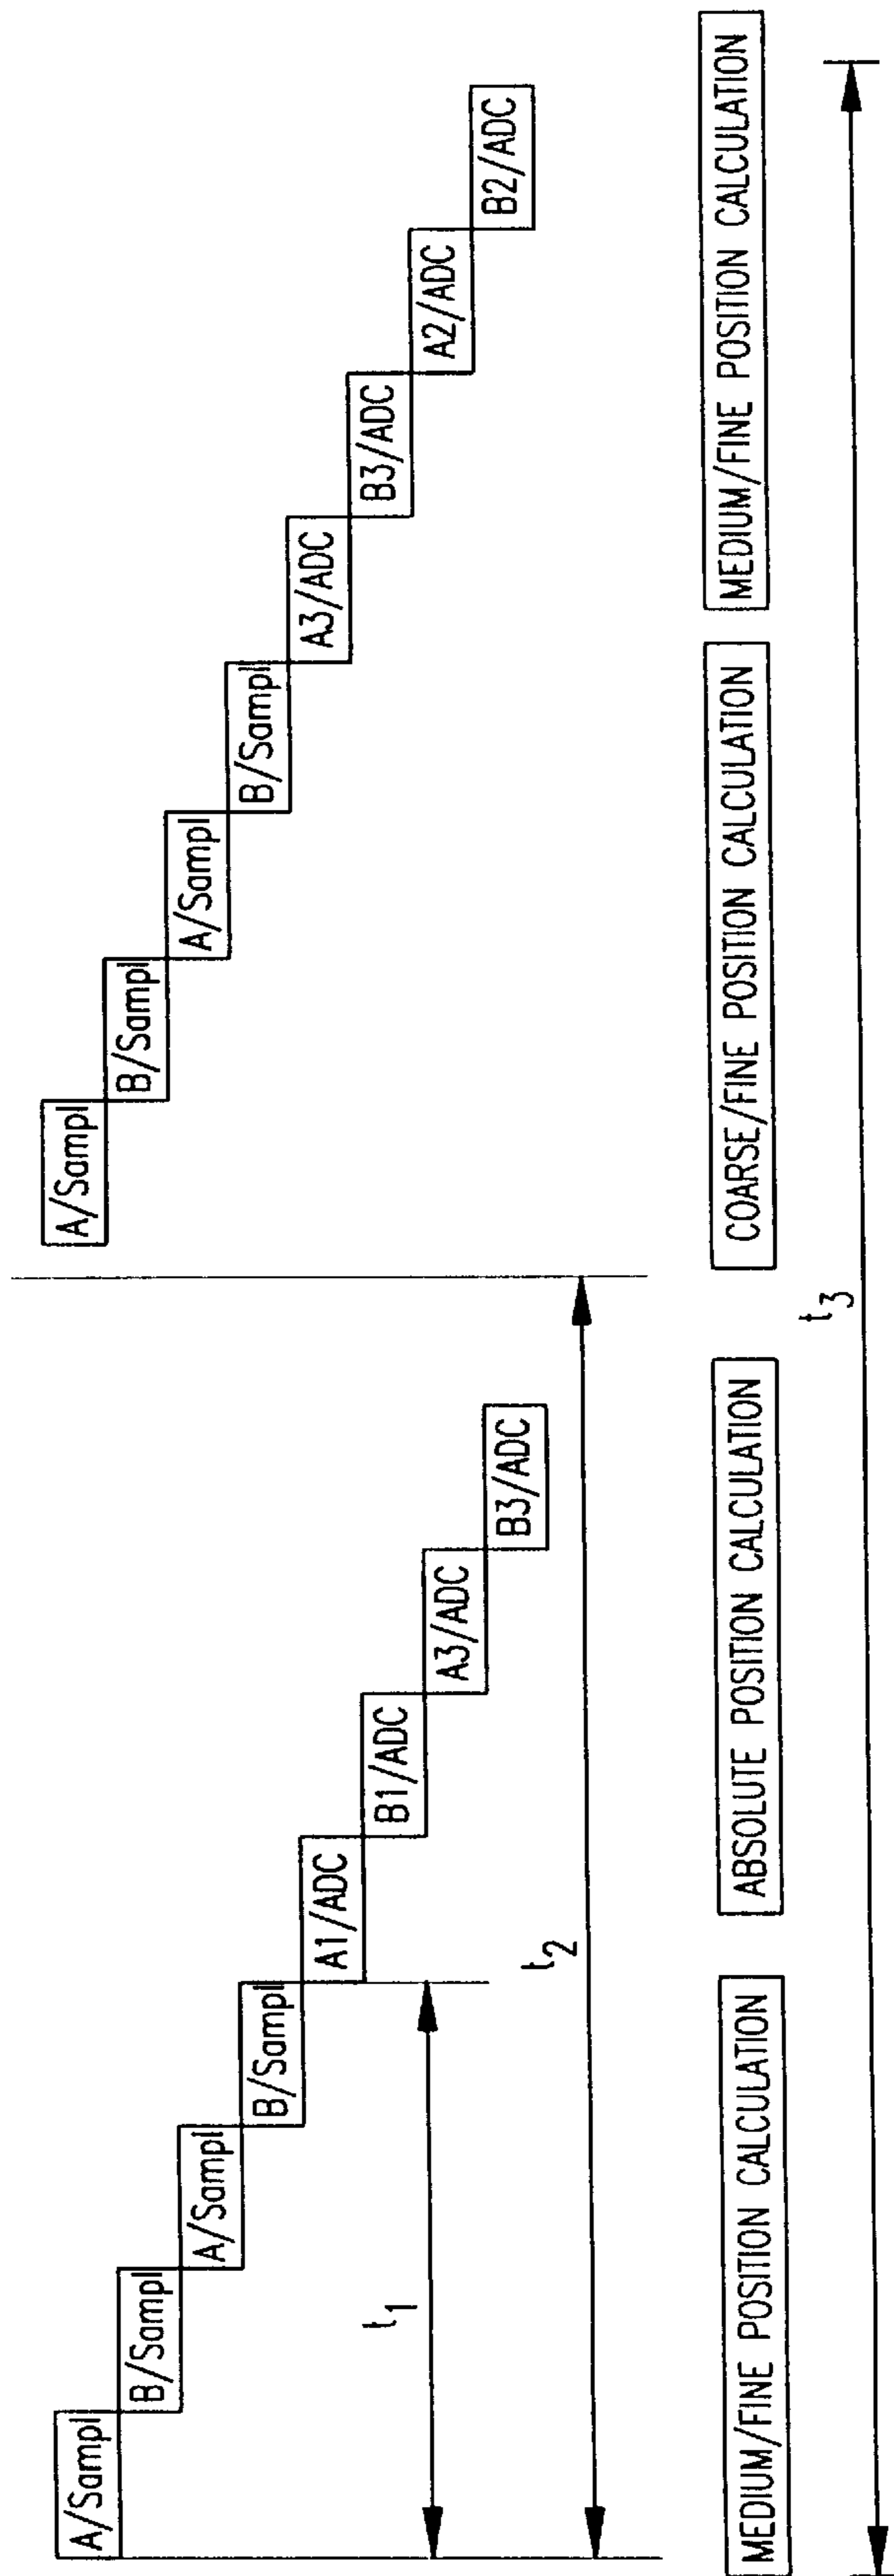 A/Sampl
B/Sampl
A/Sampl
B/Sampl
A1/ADC
B1/ADC
A3/ADC
B3/ADC
t1
t2
A/Sampl
B/Sampl
A/Sampl
B/Sampl
A3/ADC
B3/ADC
A2/ADC
B2/ADC
MEDIUM/FINE POSITION CALCULATION
ABSOLUTE POSITION CALCULATION
COARSE/FINE POSITION CALCULATION
MEDIUM/FINE POSITION CALCULATION
t3